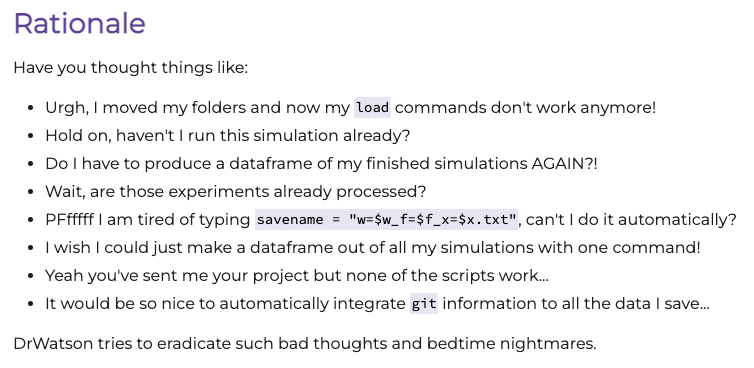 Rationale
Have you thought things like:
• Urgh, I moved my folders and now my load commands don't work anymore!
• Hold on, haven't I run this simulation already?
• Do I have to produce a dataframe of my finished simulations AGAIN?!
• Wait, are those experiments already processed?
• PFfffff I am tired of typing savename = "w=$w_f=$f_x=$x.txt", can't I do it automatically?
• I wish I could just make a dataframe out of all my simulations with one command!
• Yeah you've sent me your project but none of the scripts work...
• It would be so nice to automatically integrate git information to all the data I save...
DrWatson tries to eradicate such bad thoughts and bedtime nightmares.